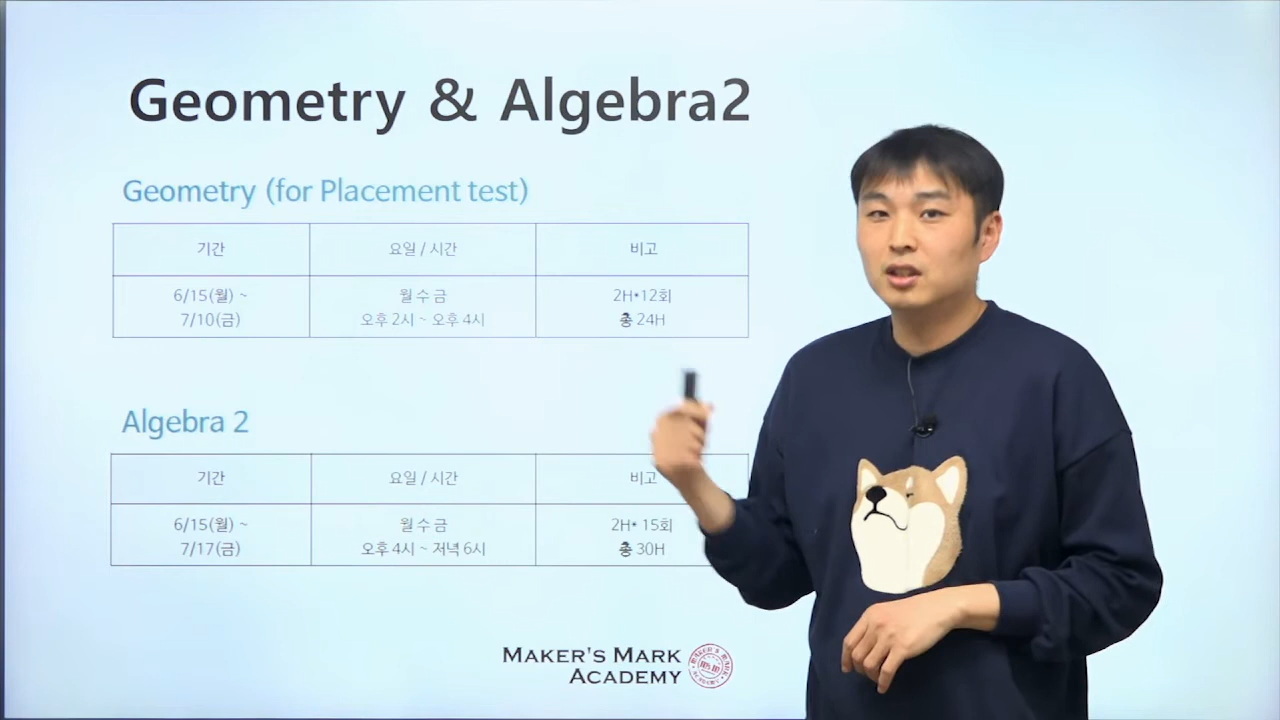 Geometry & Algebra2
Geometry (for Placement test)
기간 요일 / 시간 비고
6/15(월) ~ 월 수 금 2H*12회
7/10(금) 오후 2시 ~ 오후 4시 총 24H
Algebra 2
기간 요일 / 시간 비고
6/15(월) ~ 월 수 금 2H* 15회
7/17(금) 오후 4시 ~ 저녁 6시 총 30H
MAKER'S MARK
ACADEMY